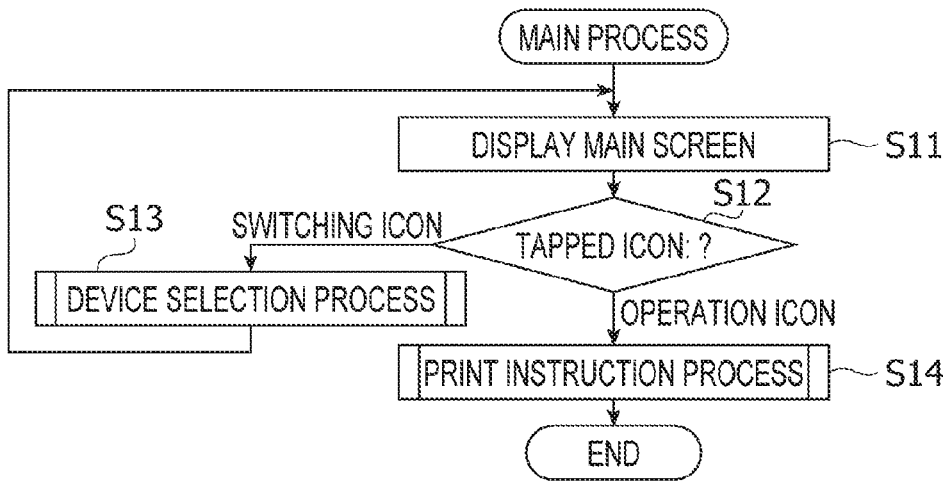 MAIN PROCESS
DISPLAY MAIN SCREEN
S11
S12
SWITCHING ICON
TAPPED ICON: ?
S13
DEVICE SELECTION PROCESS
OPERATION ICON
PRINT INSTRUCTION PROCESS
S14
END